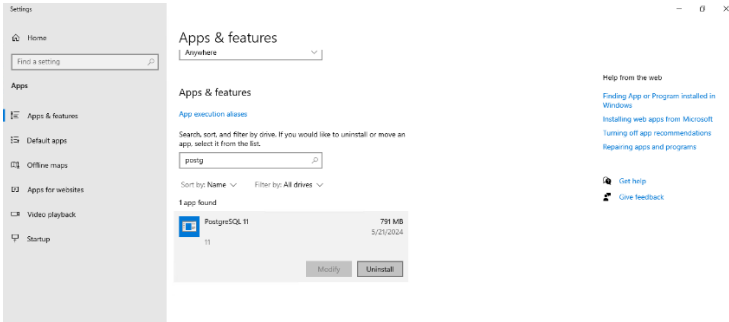 Settings
Home
Find a setting
Apps
Apps & features
Default apps
Offline maps
Apps for websites
Video playback
Startup
Apps & features
Anywhere
Apps & features
App execution aliases
Search, sort, and filter by drive. If you would like to uninstall or move an
app, select it from the list.
postg
Sort by: Name
Filter by: All drives
1 app found
PostgreSQL 11
791 MB
5/21/2024
11
Modify
Uninstall
Help from the web
Finding App or Program installed in
Windows
Installing web apps from Microsoft
Turning off app recommendations
Repairing apps and programs
Get help
Give feedback